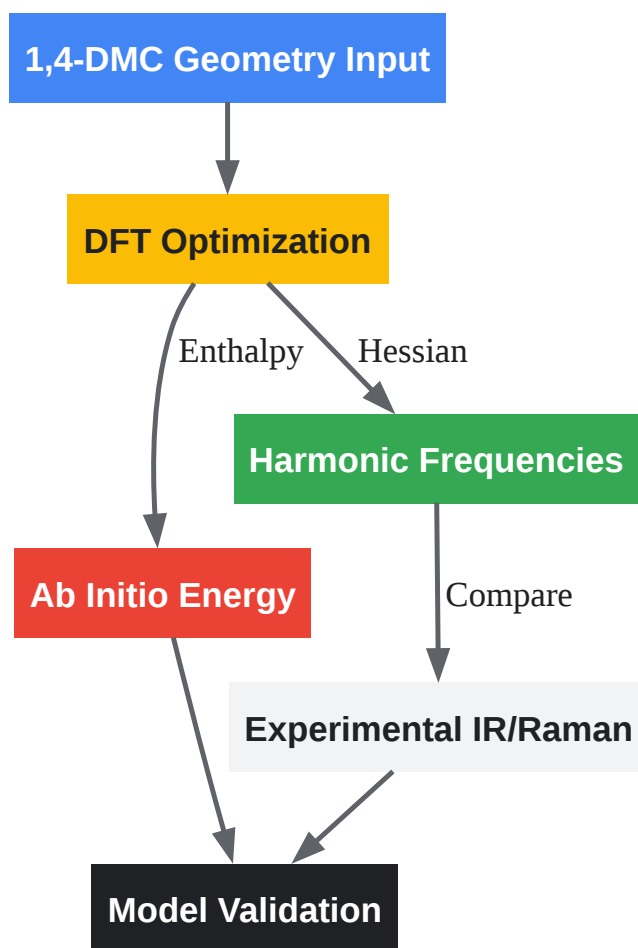 1,4-DMC Geometry Input
DFT Optimization
Enthalpy
Hessian
Harmonic Frequencies
Ab Initio Energy
Compare
Experimental IR/Raman
Model Validation